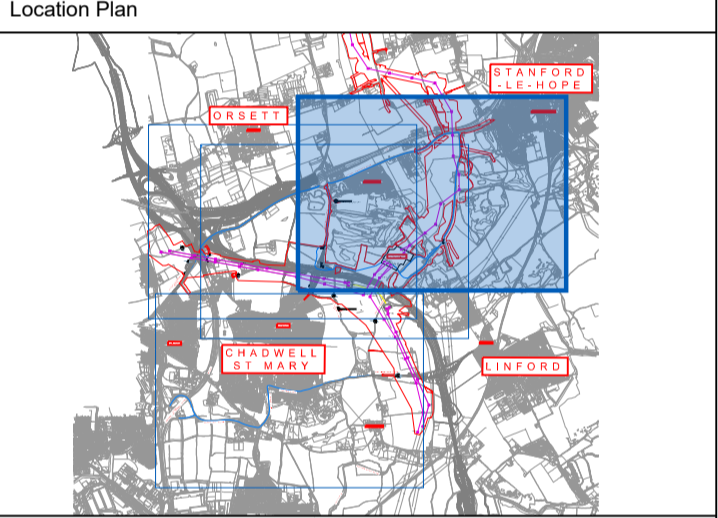 Location Plan
STANFORD
-LE-HOPE
ORSETT
CHADWELL
ST MARY
LINFORD